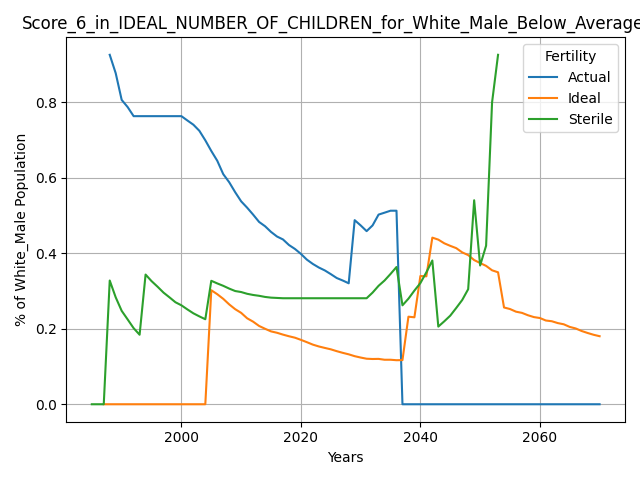 Score_6_in_IDEAL_NUMBER_OF_CHILDREN_for_White_Male_Below_Average
Fertility
Actual
Ideal
Sterile
% of White_Male Population
0.8
0.6
0.4
0.2
0.0
2000 2020 2040 2060
Years